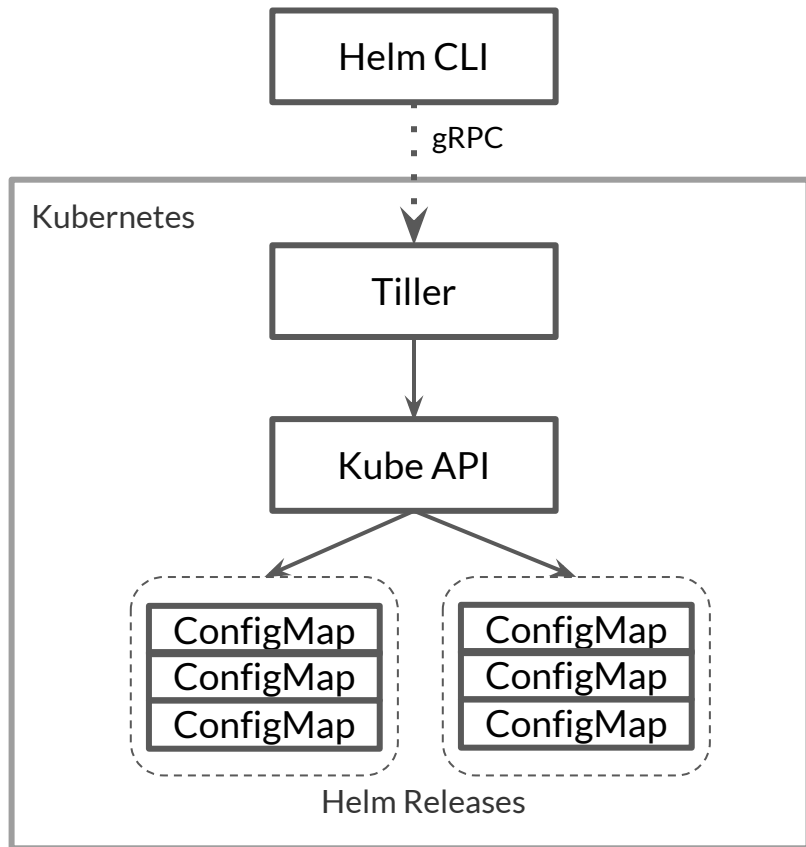 Helm CLI
gRPC
Kubernetes
Tiller
Kube API
ConfigMap
ConfigMap
ConfigMap
ConfigMap
ConfigMap
ConfigMap
Helm Releases